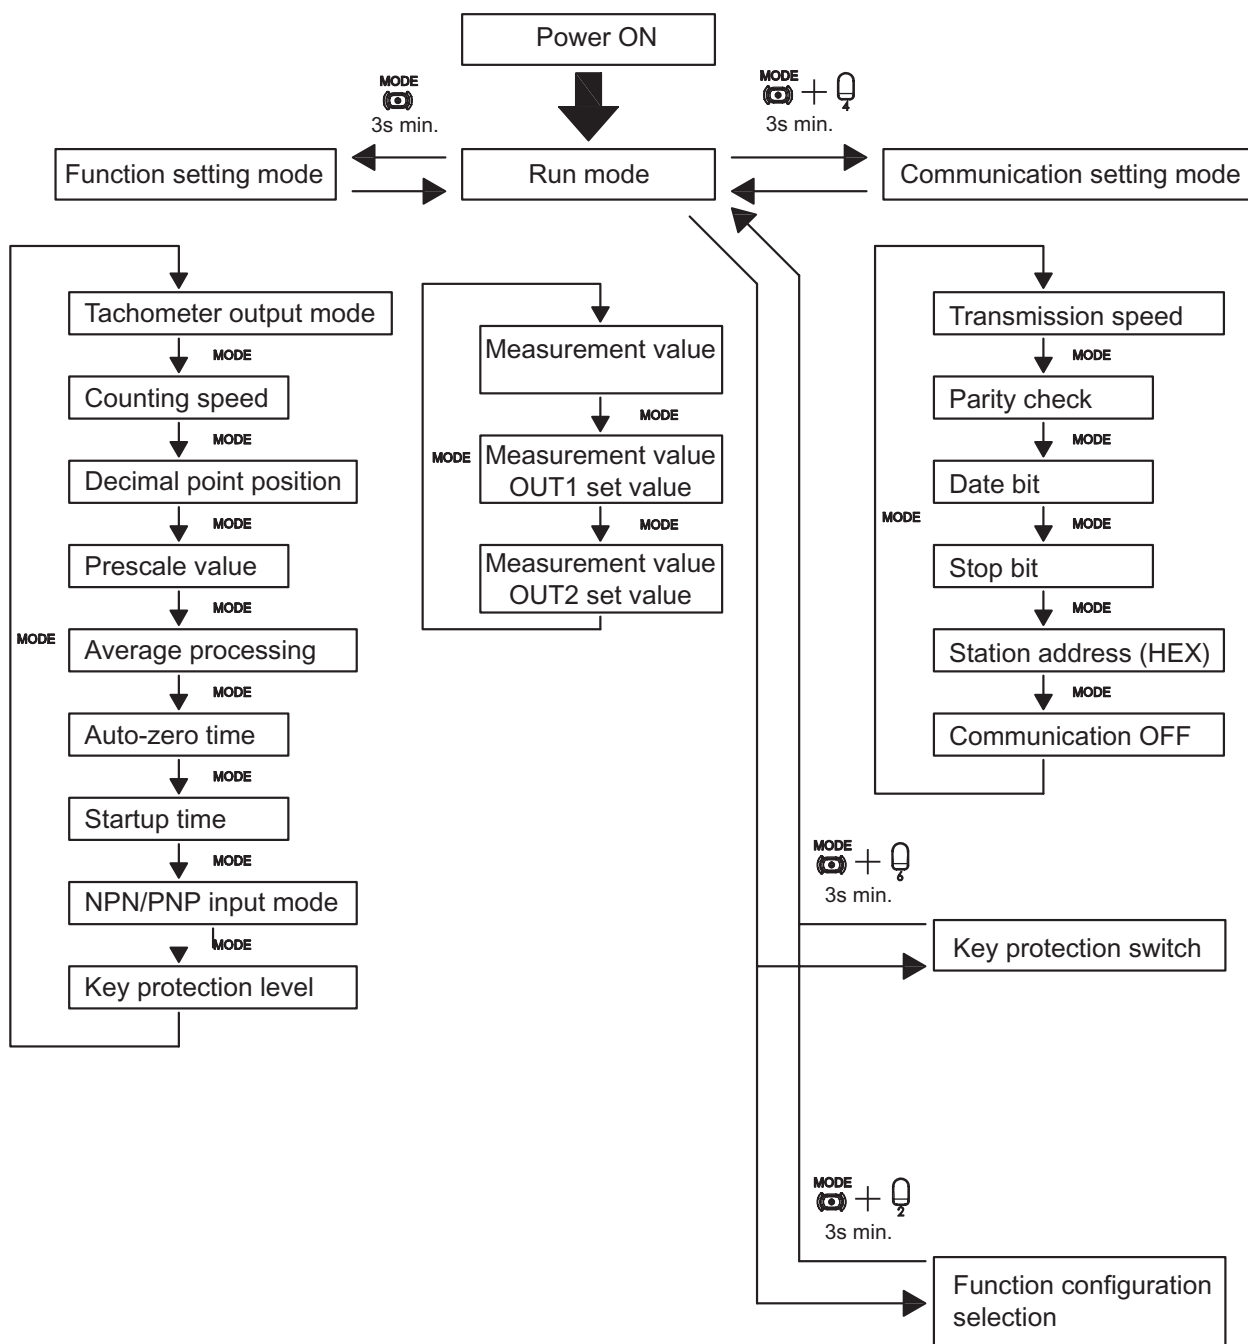 Power ON
MODE
3s min.
MODE
4
3s min.
Function setting mode
Run mode
Communication setting mode
Tachometer output mode
MODE
Counting speed
MODE
Decimal point position
MODE
Prescale value
MODE
MODE
Average processing
MODE
Auto-zero time
MODE
Startup time
MODE
NPN/PNP input mode
MODE
Key protection level
Measurement value
MODE
MODE
Measurement value
OUT1 set value
MODE
Measurement value
OUT2 set value
Transmission speed
MODE
Parity check
MODE
Date bit
MODE
MODE
Stop bit
MODE
Station address (HEX)
MODE
Communication OFF
MODE
6
3s min.
Key protection switch
MODE
2
3s min.
Function configuration
selection